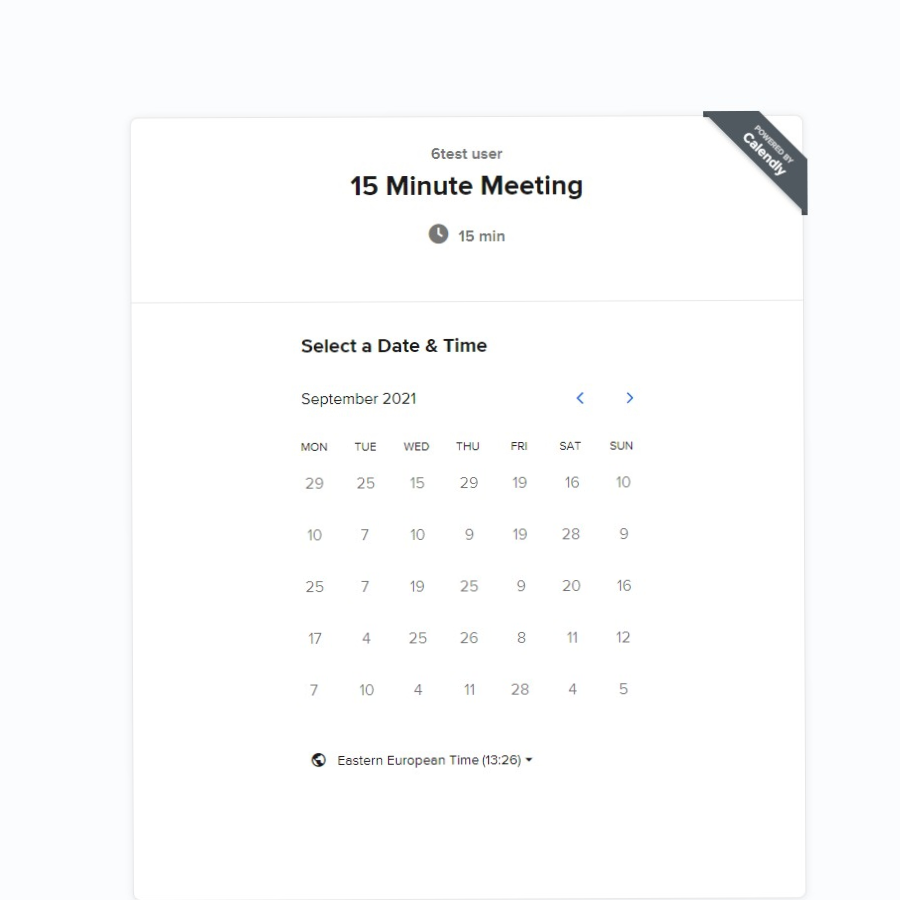 POWERED BY
Calendly
6test user
15 Minute Meeting
15 min
Select a Date & Time
September 2021
MON TUE WED THU FRI SAT SUN
29 25 15 29 19 16 10
10 7 10 9 19 28 9
25 7 19 25 9 20 16
17 4 25 26 8 11 12
7 10 4 11 28 4 5
Eastern European Time (13:26)